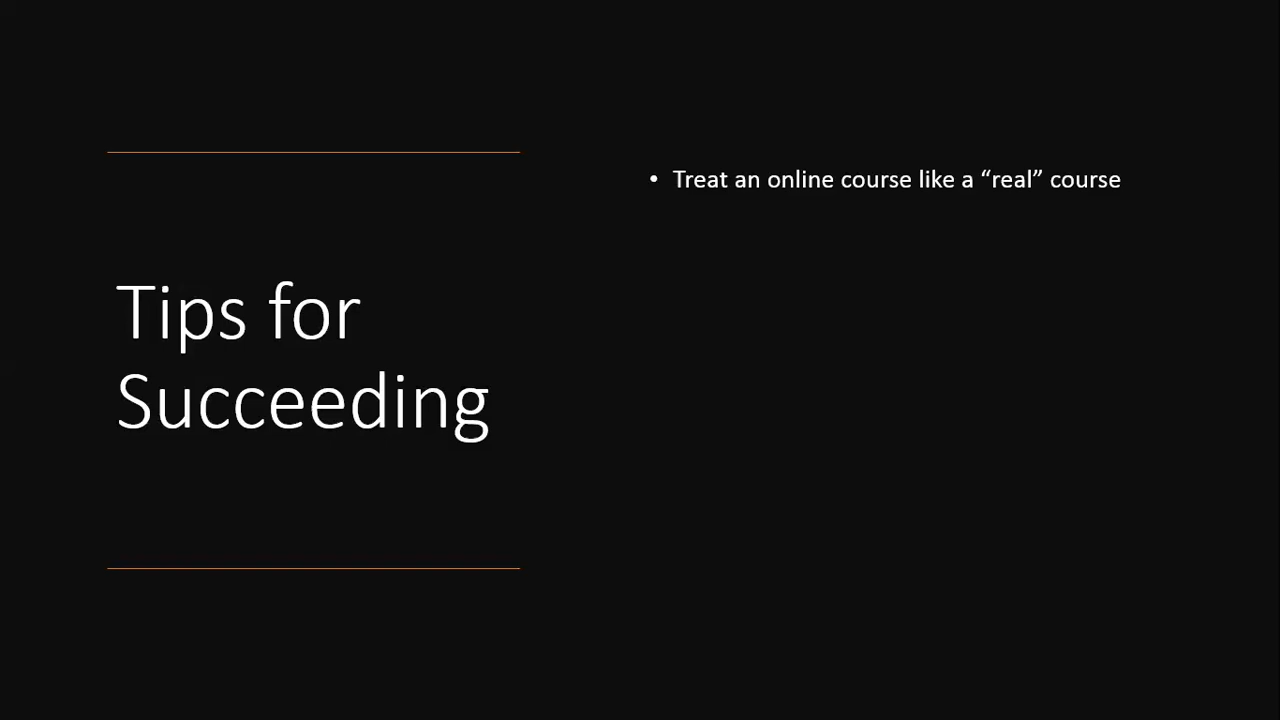 Tips for
Succeeding
• Treat an online course like a “real” course